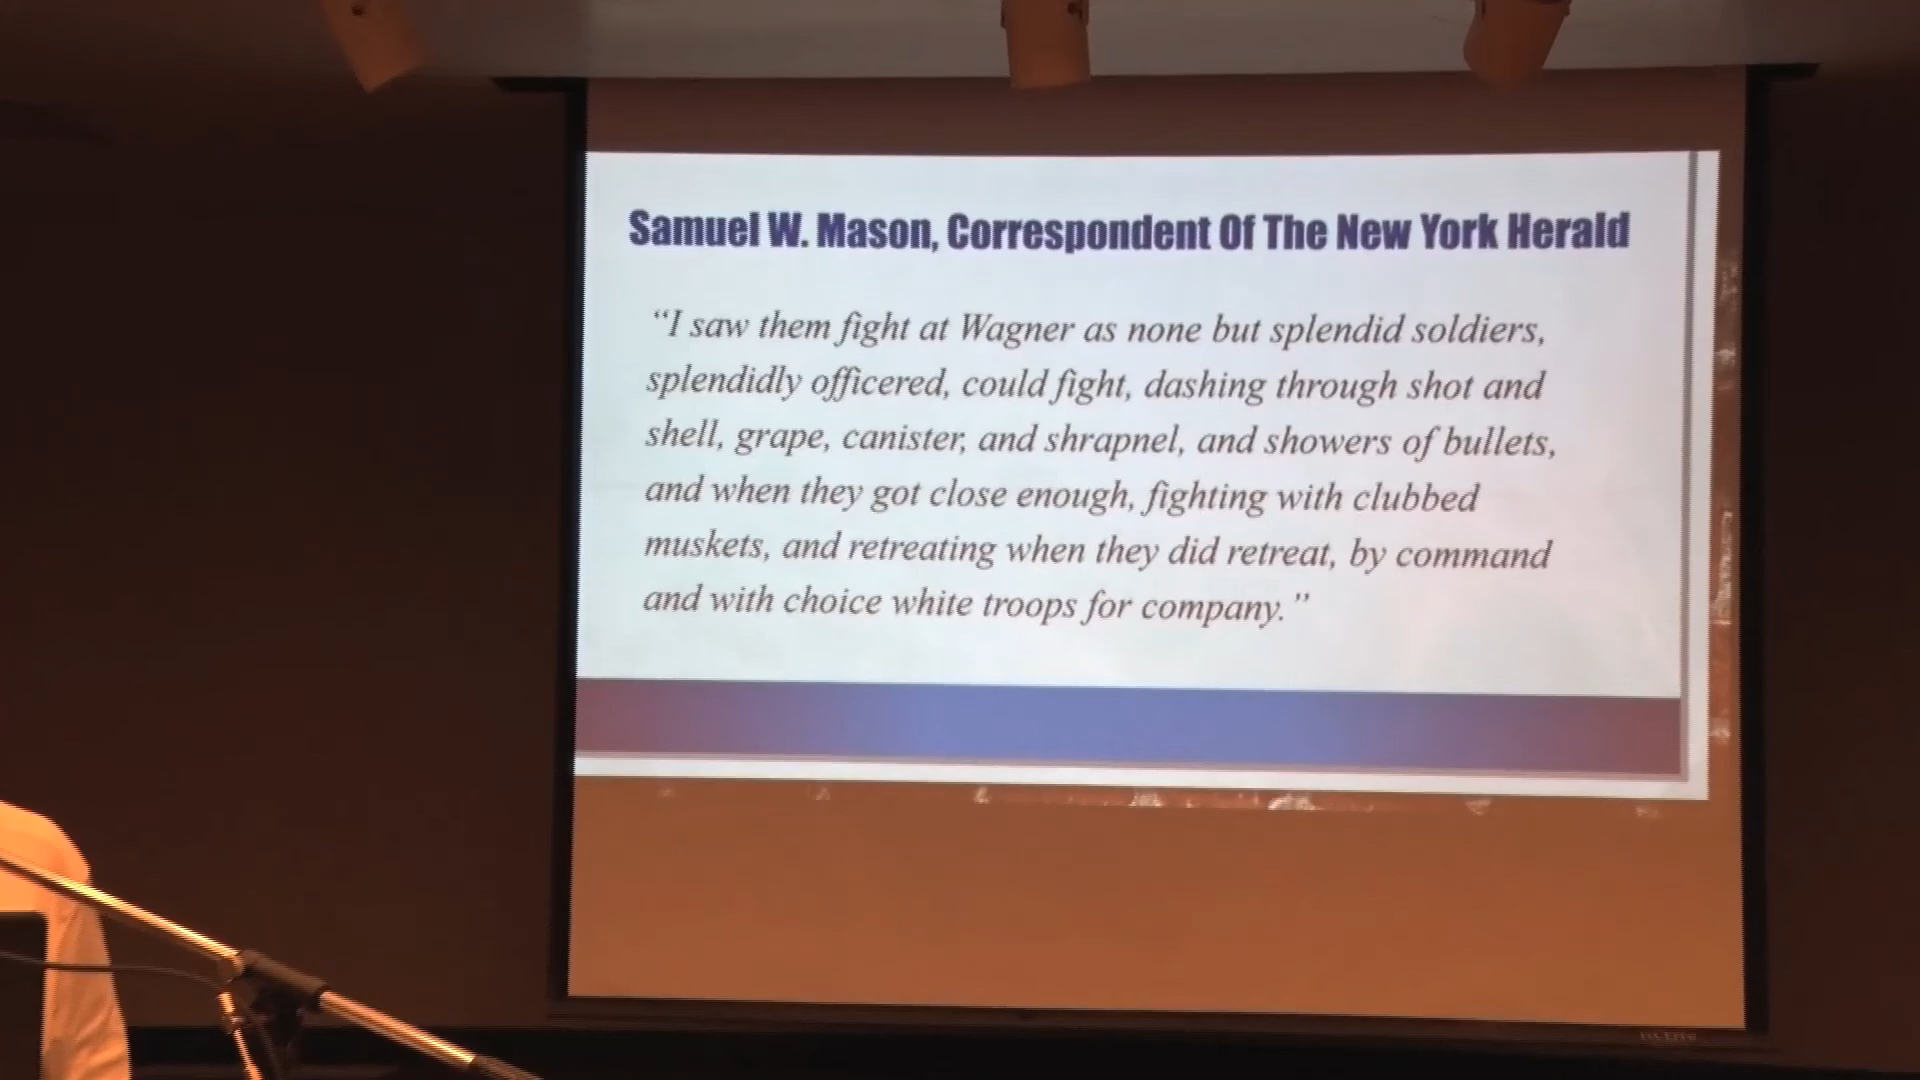 Samuel W. Mason, Correspondent Of The New York Herald
“I saw them fight at Wagner as none but splendid soldiers,
splendidly officered, could fight, dashing through shot and
shell, grape, canister, and shrapnel, and showers of bullets,
and when they got close enough, fighting with clubbed
muskets, and retreating when they did retreat, by command
and with choice white troops for company.”